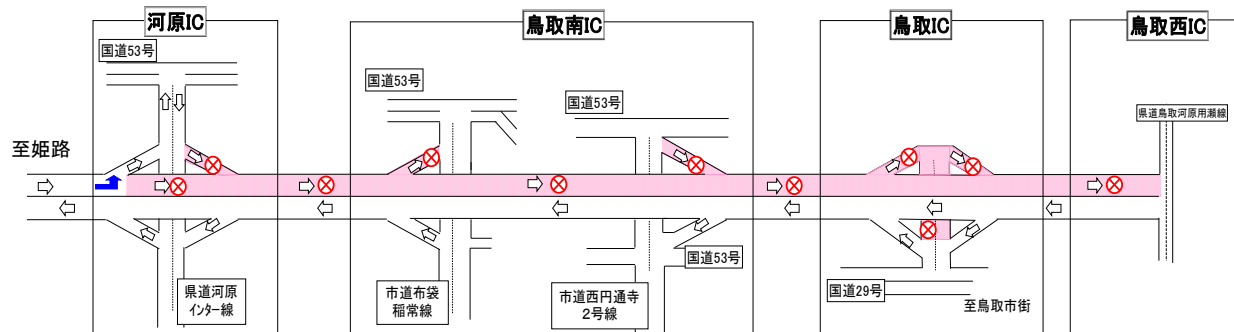 河原IC
鳥取南IC
鳥取IC
鳥取西IC
国道53号
国道53号
国道53号
県道鳥取河原用瀬線
至姫路
国道53号
県道河原
インター線
市道布袋
稲常線
市道西円通寺
2号線
国道29号
至鳥取市街